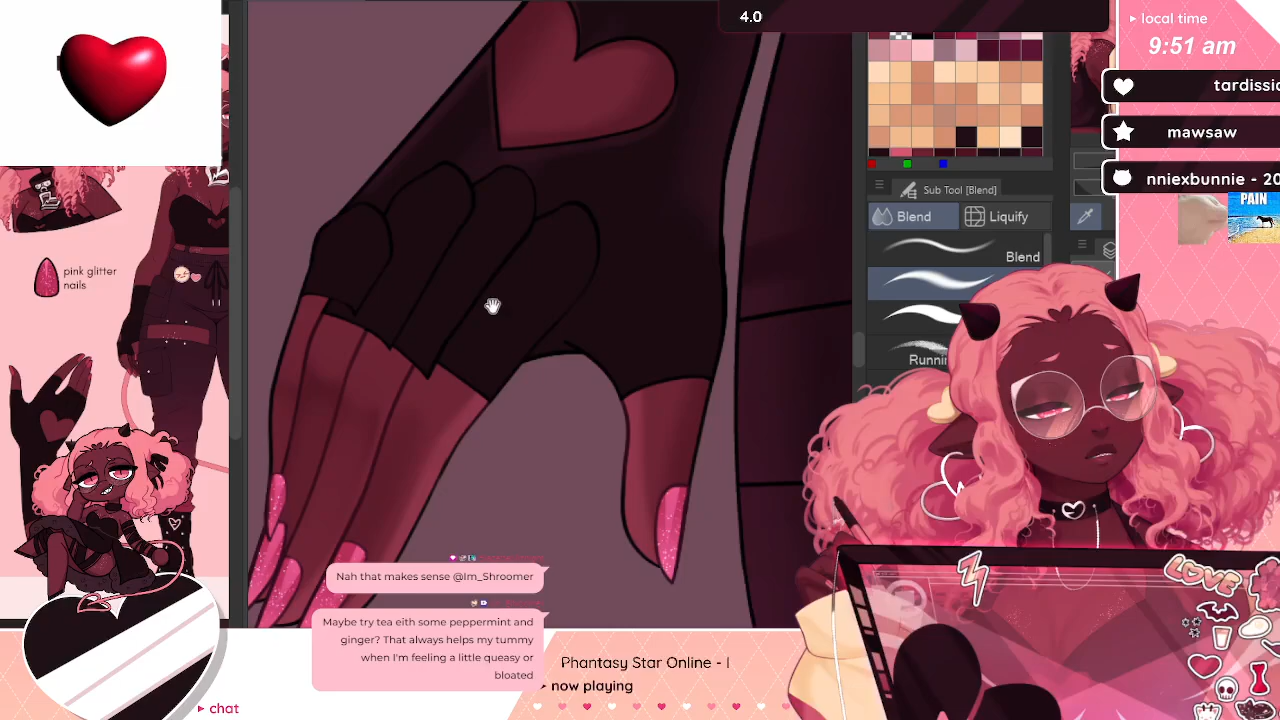 4.0
▸ local time
9:51 am
tardissic
mawsaw
nniexbunnie - 20
PAIN
Sub Tool [Blend]
Blend
Liquify
Blend
Runnin
pink glitter
nails
LOVE
Nah that makes sense @Im_Shroomer
Maybe try tea eith some peppermint and
ginger? That always helps my tummy
when I'm feeling a little queasy or
bloated
Phantasy Star Online - I
▸ now playing
▸ chat